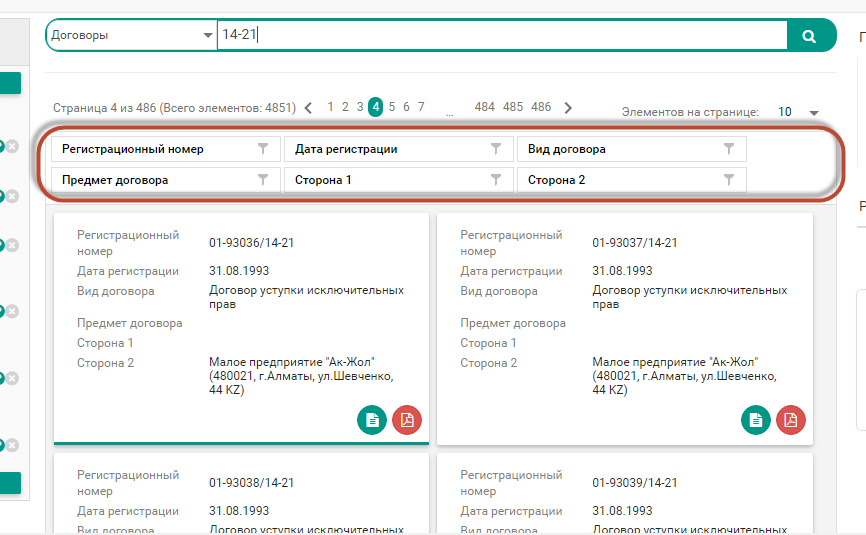 Договоры 14-21
Страница 4 из 486 (Всего элементов: 4851) 1 2 3 4 5 6 7 ... 484 485 486
Элементов на странице: 10
Регистрационный номер Дата регистрации Вид договора
Предмет договора Сторона 1 Сторона 2
Регистрационный
номер
01-93036/14-21
Дата регистрации 31.08.1993
Вид договора Договор уступки исключительных
прав
Предмет договора
Сторона 1
Сторона 2 Малое предприятие "Ак-Жол"
(480021, г.Алматы, ул.Шевченко,
44 KZ)
Регистрационный
номер
01-93037/14-21
Дата регистрации 31.08.1993
Вид договора Договор уступки исключительных
прав
Предмет договора
Сторона 1
Сторона 2 Малое предприятие "Ак-Жол"
(480021, г.Алматы, ул.Шевченко,
44 KZ)
Регистрационный
номер
01-93038/14-21
Дата регистрации 31.08.1993
Вид договора Договор уступки исключительных
Регистрационный
номер
01-93039/14-21
Дата регистрации 31.08.1993
Вид договора Договор уступки исключительных